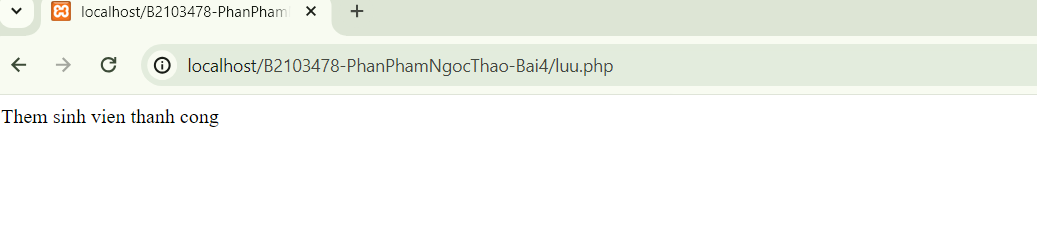 localhost/B2103478-PhanPham
localhost/B2103478-PhanPhamNgocThao-Bai4/luu.php
Them sinh vien thanh cong